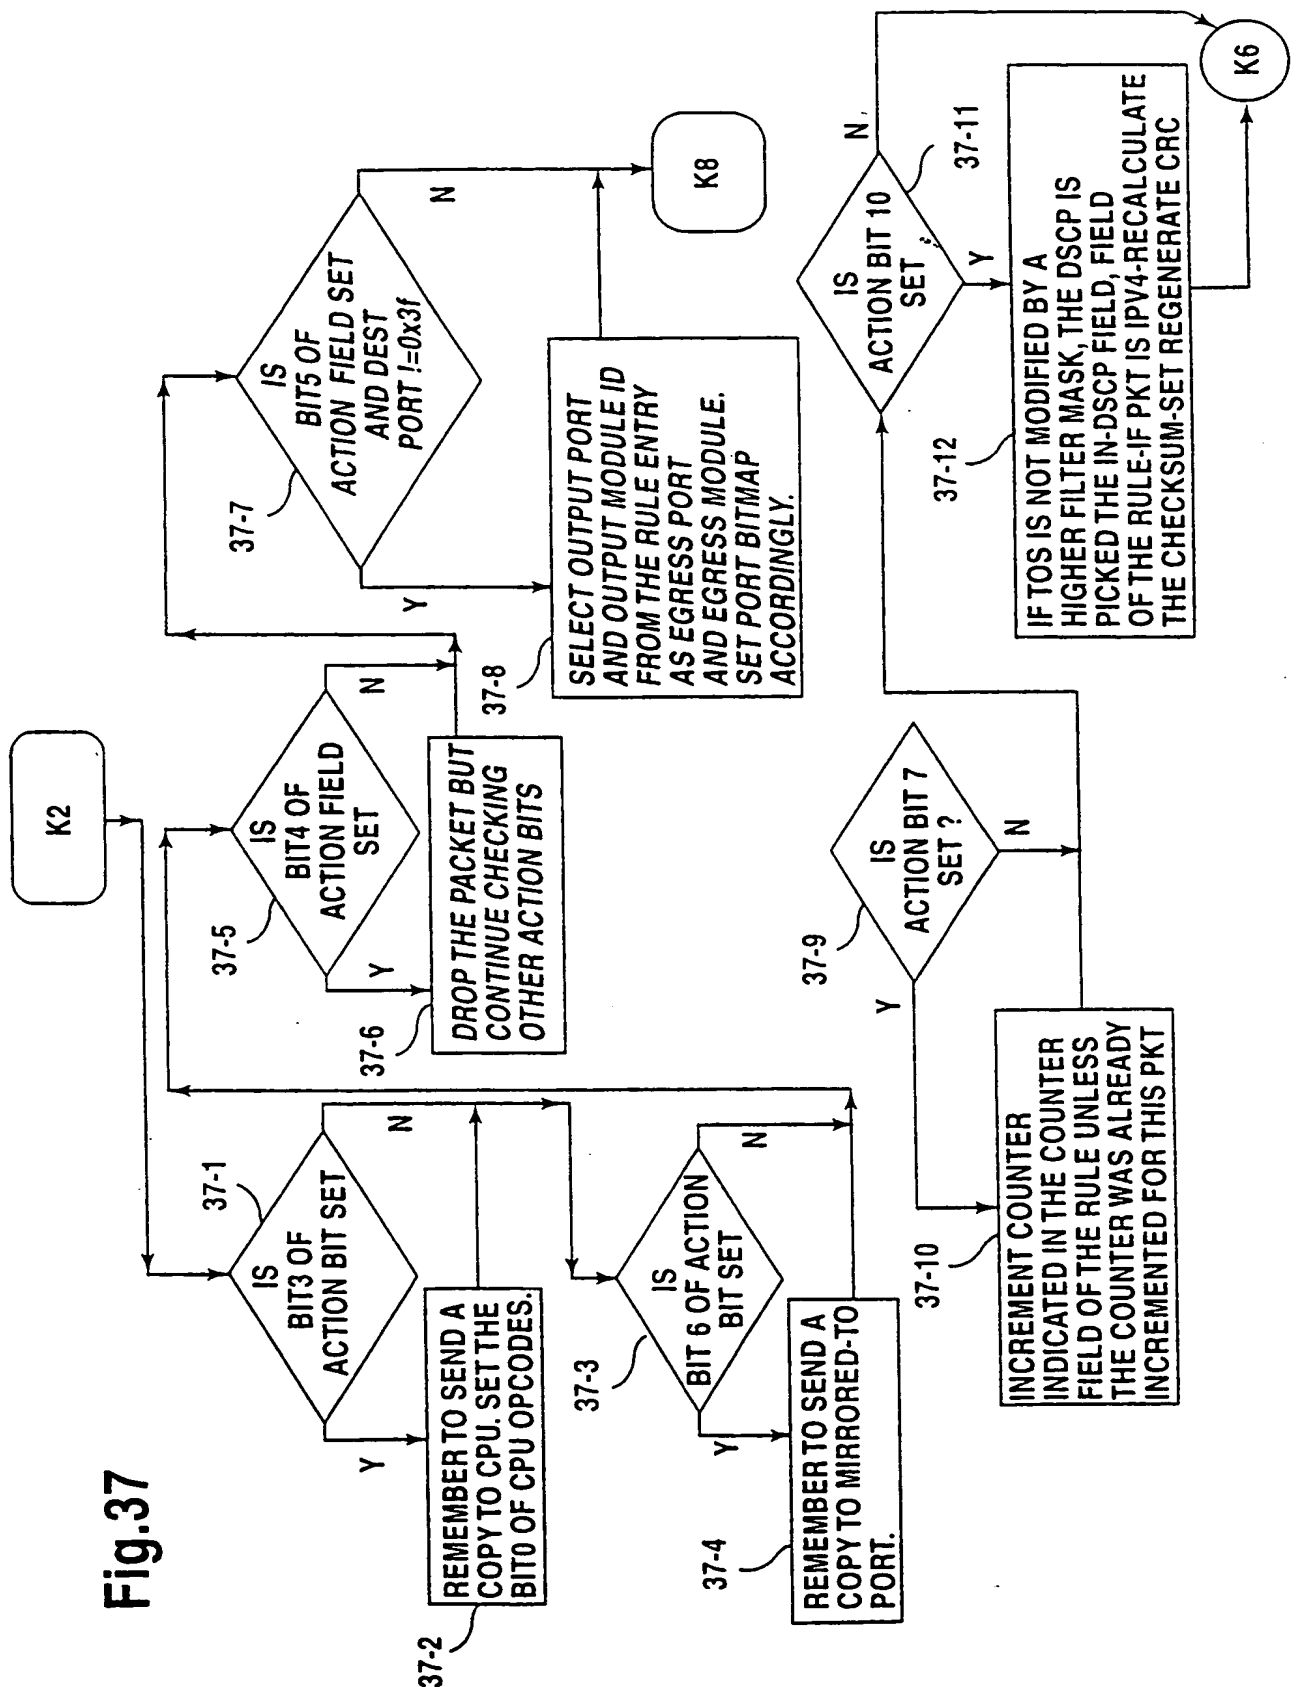 Fig.37
K2
37-1
IS
BIT3 OF
ACTION BIT SET
Y
N
37-2
REMEMBER TO SEND A
COPY TO CPU. SET THE
BIT0 OF CPU OPCODES.
37-3
IS
BIT 6 OF ACTION
BIT SET
Y
N
37-4
REMEMBER TO SEND A
COPY TO MIRRORED-TO
PORT.
37-5
IS
BIT4 OF
ACTION FIELD
SET
Y
N
37-6
DROP THE PACKET BUT
CONTINUE CHECKING
OTHER ACTION BITS
37-7
IS
BIT5 OF
ACTION FIELD SET
AND DEST
PORT !=0x3f
Y
N
37-8
SELECT OUTPUT PORT
AND OUTPUT MODULE ID
FROM THE RULE ENTRY
AS EGRESS PORT
AND EGRESS MODULE.
SET PORT BITMAP
ACCORDINGLY.
K8
37-9
IS
ACTION BIT 7
SET ?
Y
N
37-10
INCREMENT COUNTER
INDICATED IN THE COUNTER
FIELD OF THE RULE UNLESS
THE COUNTER WAS ALREADY
INCREMENTED FOR THIS PKT
37-11
IS
ACTION BIT 10
SET
Y
N
37-12
IF TOS IS NOT MODIFIED BY A
HIGHER FILTER MASK, THE DSCP IS
PICKED THE IN-DSCP FIELD, FIELD
OF THE RULE-IF PKT IS IPV4-RECALCULATE
THE CHECKSUM-SET REGENERATE CRC
K6